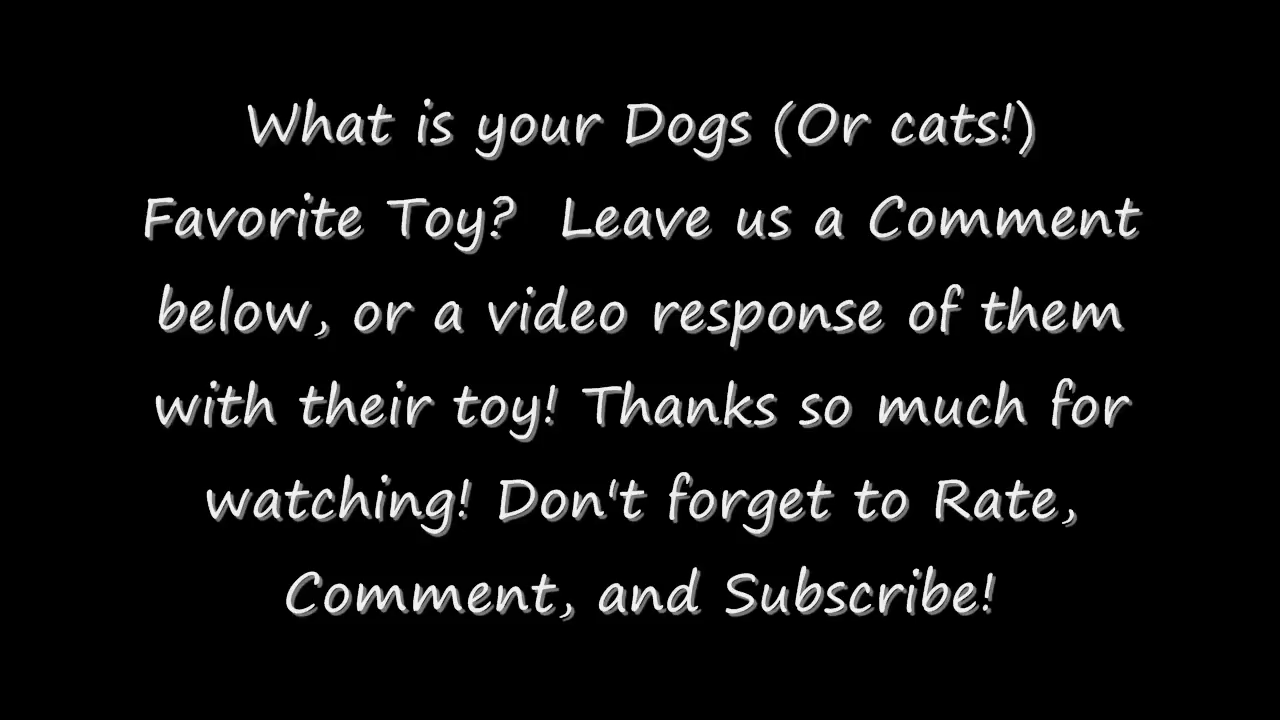 What is your Dogs (Or cats!)
Favorite Toy?  Leave us a Comment
below, or a video response of them
with their toy! Thanks so much for
watching! Don't forget to Rate,
Comment, and Subscribe!